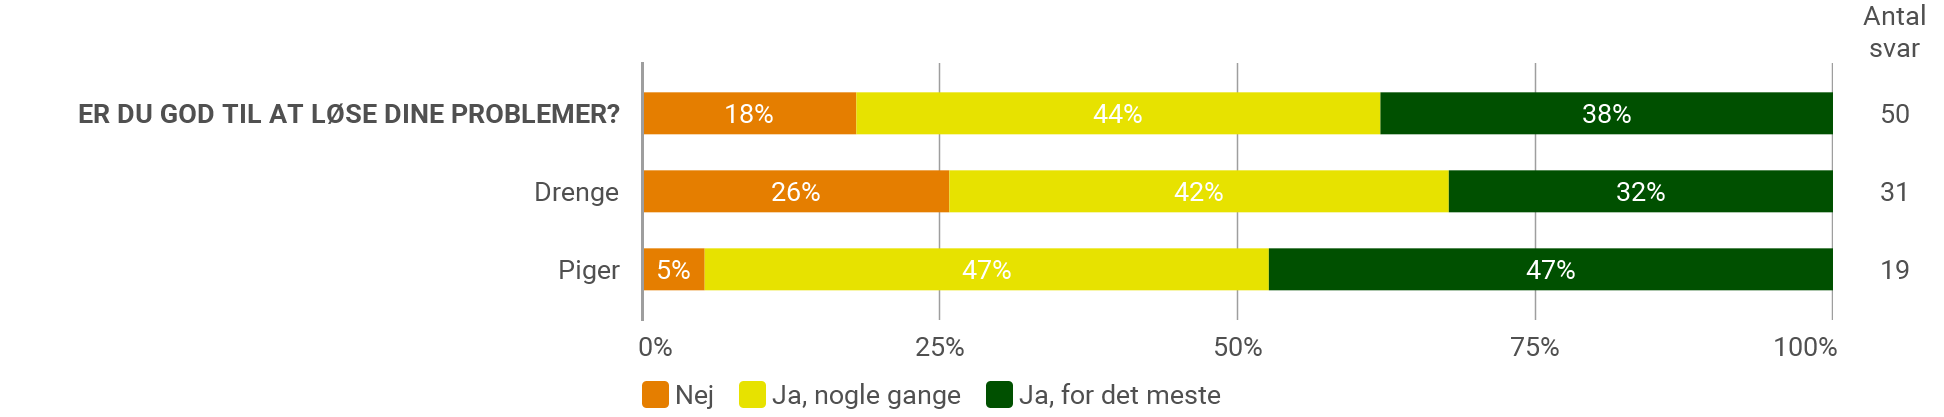 Antal
svar
ER DU GOD TIL AT LØSE DINE PROBLEMER? 18% 44% 38% 50
Drenge 26% 42% 32% 31
Piger 5% 47% 47% 19
0% 25% 50% 75% 100%
Nej Ja, nogle gange Ja, for det meste